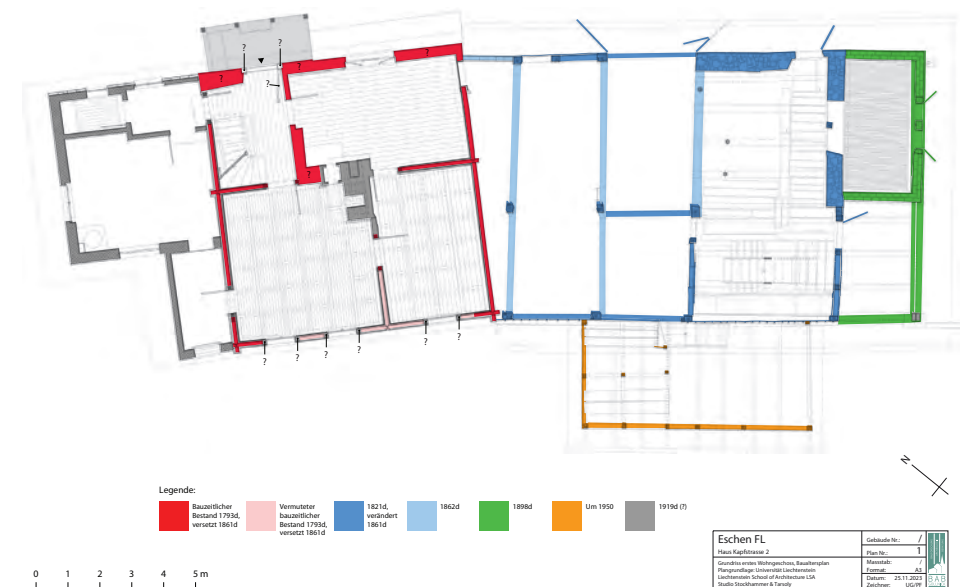 ?
?
?
?
?
?
?
?
?
?
?
?
?
?
N
Legende:
Bauzeitlicher
Bestand 1793d,
versetzt 1861d
Vermuteter
bauzeitlicher
Bestand 1793d,
versetzt 1861d
1821d,
verändert
1861d
1862d
1898d
Um 1950
1919d (?)
0 1 2 3 4 5 m
Eschen FL
Haus Kapfstrasse 2
Grundriss erstes Wohngeschoss, Baualtersplan
Plangrundlage: Universität Liechtenstein
Liechtenstein School of Architecture LSA
Studio Stockhammer & Tarsoly
Gebäude Nr.: /
Plan Nr.: 1
Massstab: /
Format: A3
Datum: 25.11.2023
Zeichner: UG/PF
BAB